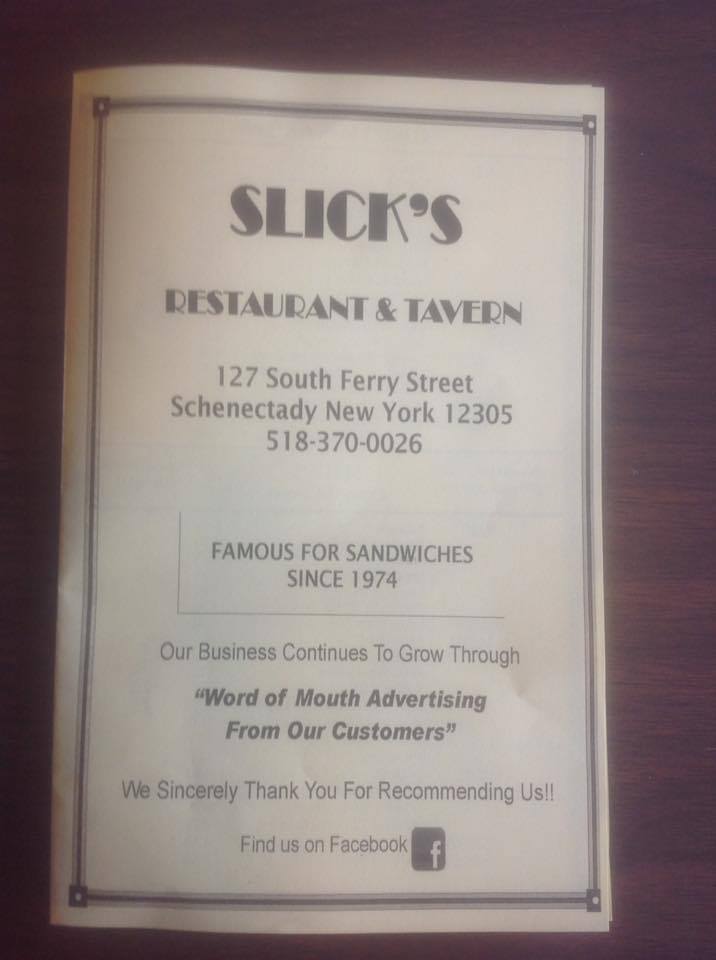 SLICK'S
RESTAURANT & TAVERN
127 South Ferry Street
Schenectady New York 12305
518-370-0026
FAMOUS FOR SANDWICHES
SINCE 1974
Our Business Continues To Grow Through
"Word of Mouth Advertising
From Our Customers"
We Sincerely Thank You For Recommending Us!!
Find us on Facebook f